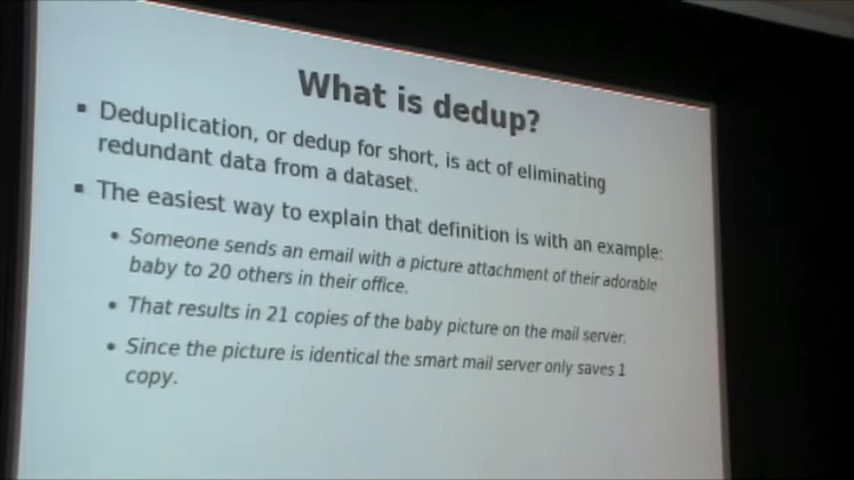 What is dedup?
▪ Deduplication, or dedup for short, is act of eliminating
redundant data from a dataset.
▪ The easiest way to explain that definition is with an example:
• Someone sends an email with a picture attachment of their adorable
baby to 20 others in their office.
• That results in 21 copies of the baby picture on the mail server.
• Since the picture is identical the smart mail server only saves 1
copy.